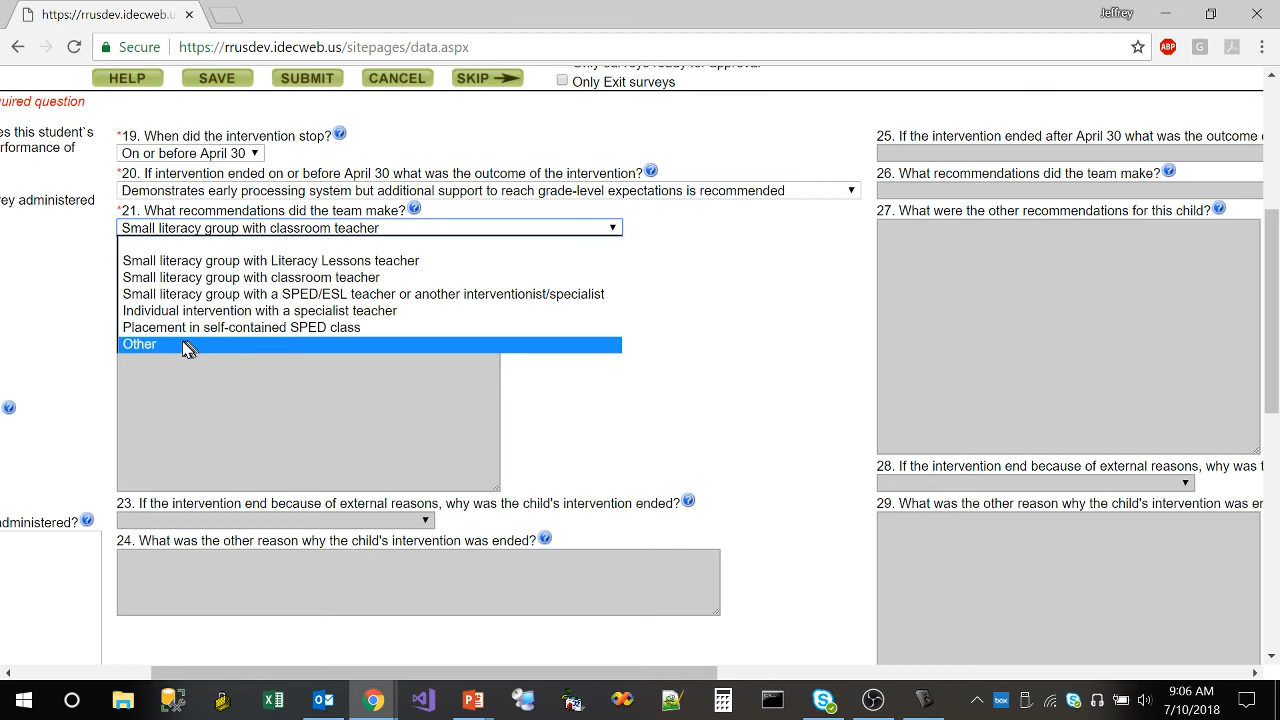 https://rrusdev.idecweb.u
Jeffrey
Secure
https://rrusdev.idecweb.us/sitepages/data.aspx
ABP
G
HELP
SAVE
SUBMIT
CANCEL
SKIP
Only surveys ready for approval
Only Exit surveys
uired question
es this student`s
rformance of
rey administered
dministered?
*19. When did the intervention stop?
On or before April 30
*20. If intervention ended on or before April 30 what was the outcome of the intervention?
Demonstrates early processing system but additional support to reach grade-level expectations is recommended
*21. What recommendations did the team make?
Small literacy group with classroom teacher
Small literacy group with Literacy Lessons teacher
Small literacy group with classroom teacher
Small literacy group with a SPED/ESL teacher or another interventionist/specialist
Individual intervention with a specialist teacher
Placement in self-contained SPED class
Other
23. If the intervention end because of external reasons, why was the child's intervention ended?
24. What was the other reason why the child's intervention was ended?
25. If the intervention ended after April 30 what was the outcome o
26. What recommendations did the team make?
27. What were the other recommendations for this child?
28. If the intervention end because of external reasons, why was t
29. What was the other reason why the child's intervention was en
box
9:06 AM
7/10/2018